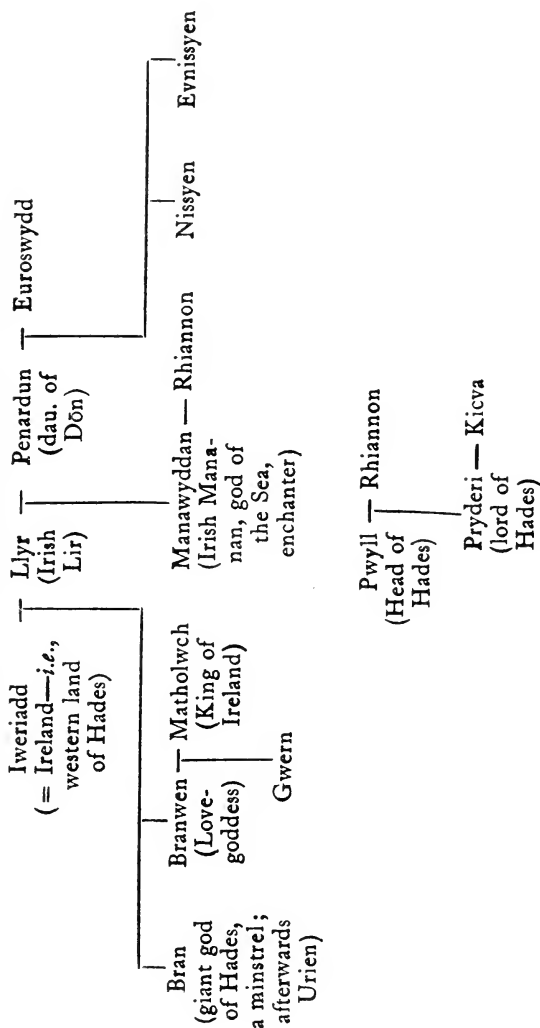 Iweriadd — Llyr — Penardun — Euroswydd
(= Ireland—i.e., (Irish (dau. of
western land Lir) Dōn)
of Hades)
Bran Branwen — Matholwch Manawyddan — Rhiannon Nissyen Evnissyen
(giant god (Love- (King of (Irish Mana-
of Hades, goddess) Ireland) nan, god of
a minstrel; the Sea,
afterwards enchanter)
Urien)
Gwern
Pwyll — Rhiannon
(Head of
Hades)
Pryderi — Kicva
(lord of
Hades)